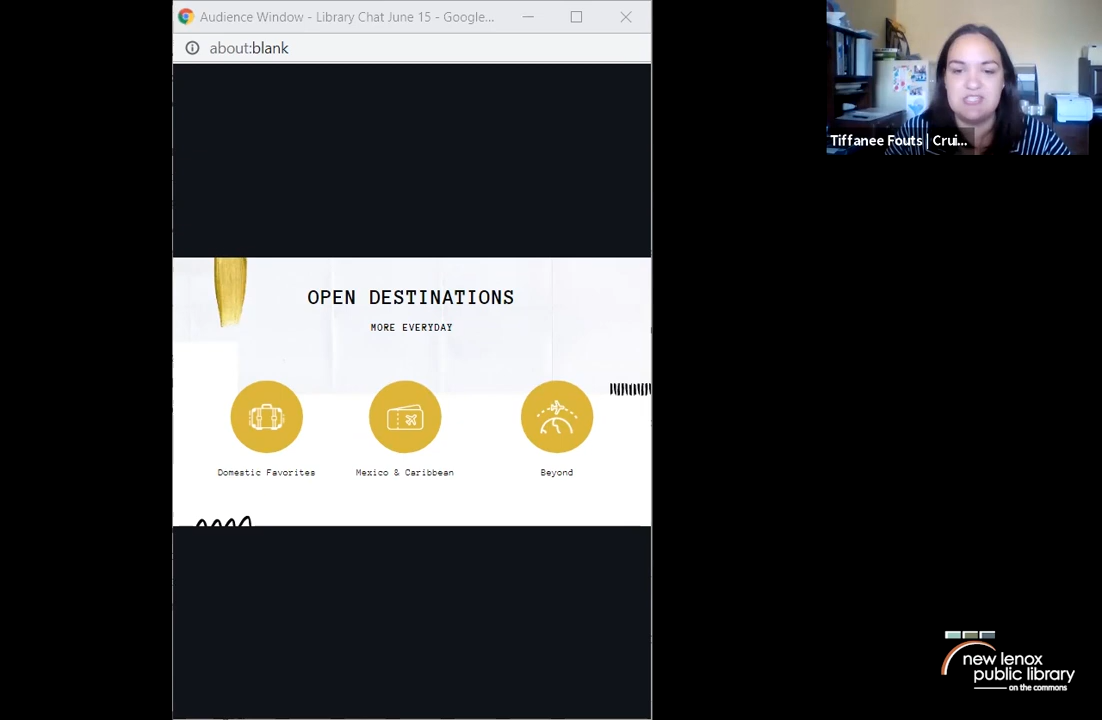 Audience Window - Library Chat June 15 - Google...
about:blank
Tiffanee Fouts | Crui...
OPEN DESTINATIONS
MORE EVERYDAY
Domestic Favorites
Mexico & Caribbean
Beyond
new lenox
public library
on the commons